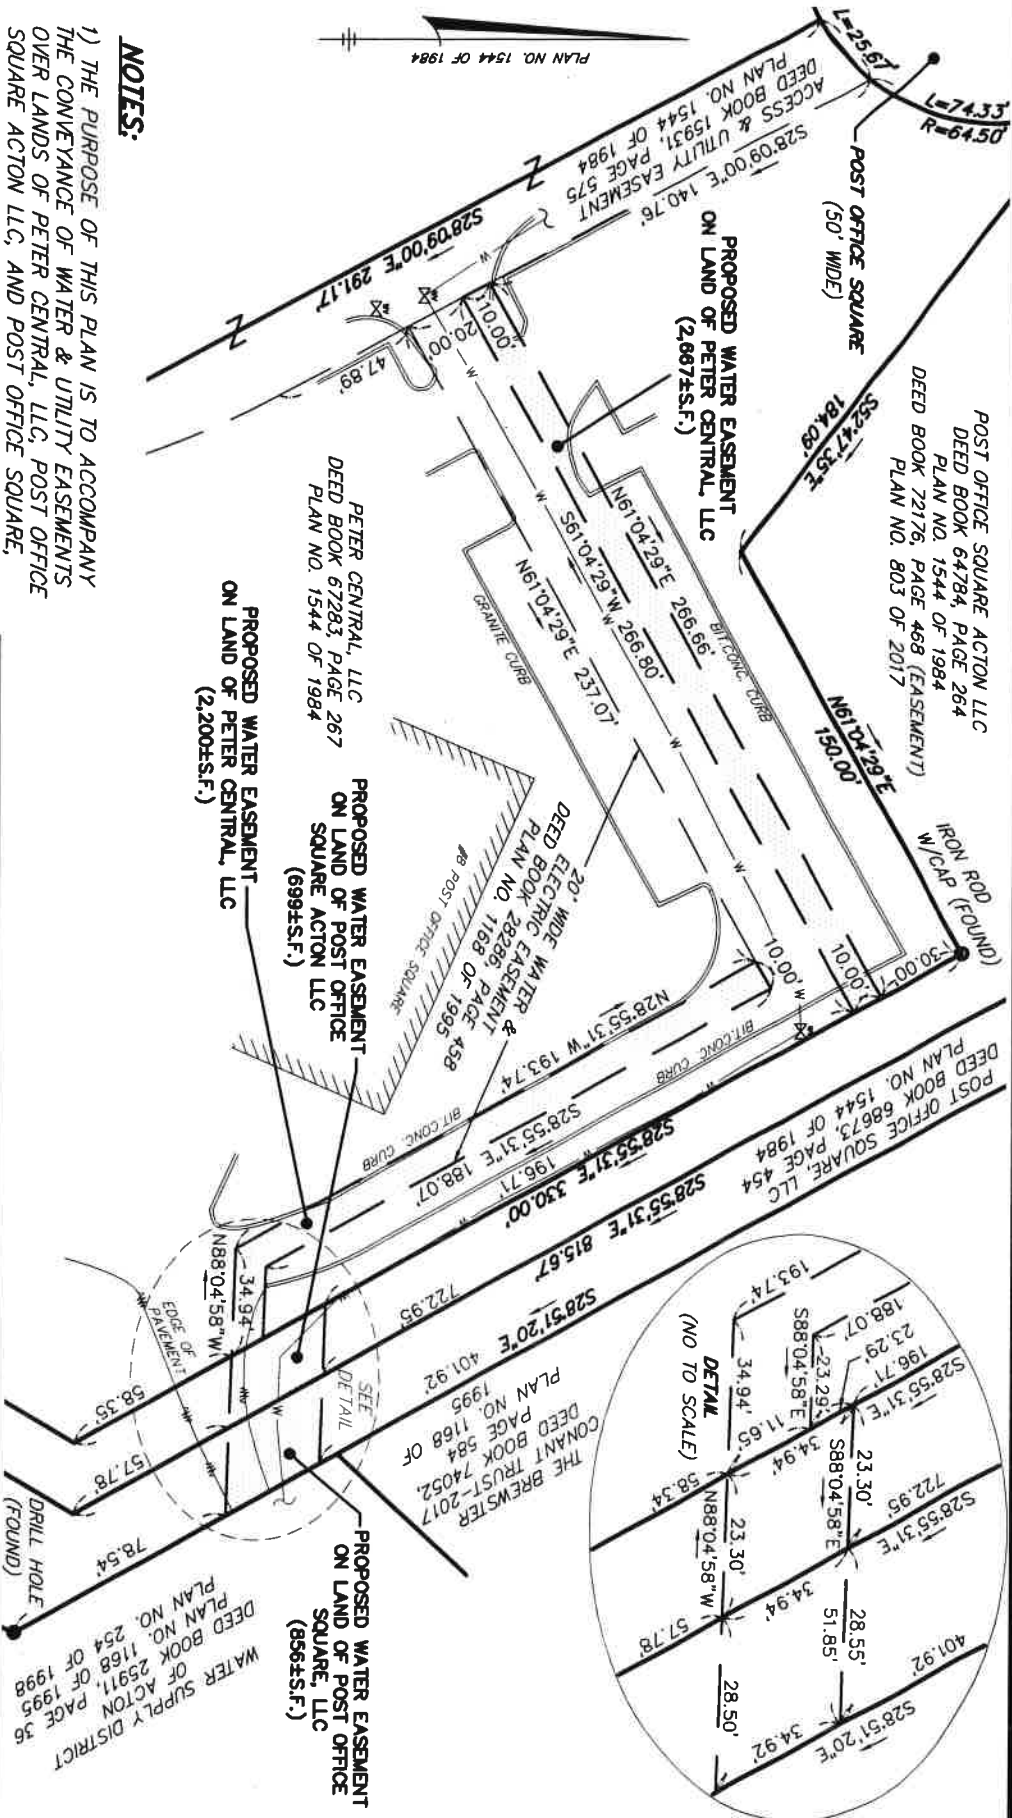 L=25.67'
L=74.33'
R=64.50'
PLAN NO. 1544 OF 1984
POST OFFICE SQUARE
(50' WIDE)
S28°09'00"E 140.76'
ACCESS & UTILITY EASEMENT
DEED BOOK 15931, PAGE 575
PLAN NO. 1544 OF 1984
S28°09'00"E 291.17'
Z
Z
POST OFFICE SQUARE ACTON LLC
DEED BOOK 64784, PAGE 264
PLAN NO. 1544 OF 1984
DEED BOOK 72176, PAGE 468 (EASEMENT)
PLAN NO. 803 OF 2017
S52°47'35"E
184.09'
N61°04'29"E
150.00'
IRON ROD
W/CAP (FOUND)
30.00'
PROPOSED WATER EASEMENT
ON LAND OF PETER CENTRAL, LLC
(2,667±S.F.)
10.00'
20.00'
47.89'
N61°04'29"E 266.66'
S61°04'29"W 266.80'
N61°04'29"E 237.07'
BIT.CONC. CURB
GRANITE CURB
10.00'
10.00'
W
W
W
W
W
W
W
PETER CENTRAL, LLC
DEED BOOK 67283, PAGE 267
PLAN NO. 1544 OF 1984
#8 POST OFFICE SQUARE
20' WIDE WATER &
ELECTRIC EASEMENT
DEED BOOK 28286, PAGE 458
PLAN NO. 1168 OF 1995
N28°55'31"W 193.74'
BIT.CONC. CURB
S28°55'31"E 188.07'
BIT.CONC. CURB
196.71'
S28°55'31"E 330.00'
S28°55'31"E 815.67'
722.95'
S28°51'20"E
401.92'
POST OFFICE SQUARE, LLC
DEED BOOK 68673, PAGE 454
PLAN NO. 1544 OF 1984
PROPOSED WATER EASEMENT
ON LAND OF POST OFFICE
SQUARE ACTON LLC
(699±S.F.)
PROPOSED WATER EASEMENT
ON LAND OF PETER CENTRAL, LLC
(2,200±S.F.)
34.94'
N88°04'58"W
EDGE OF
PAVEMENT
SEE
DETAIL
58.35'
57.78'
78.54'
THE BREWSTER
CONANT TRUST-2017
DEED BOOK 74052,
PAGE 584
PLAN NO. 1168 OF
1995
PROPOSED WATER EASEMENT
ON LAND OF POST OFFICE
SQUARE, LLC
(856±S.F.)
DRILL HOLE
(FOUND)
WATER SUPPLY DISTRICT
OF ACTON
DEED BOOK 25911, PAGE 36
PLAN NO. 1168 OF 1995
PLAN NO. 254 OF 1998
193.74'
188.07'
23.29'
196.71'
S28°55'31"E
722.95'
S28°55'31"E
401.92'
S28°51'20"E
S88°04'58"E
23.29'
34.94'
11.65'
34.94'
58.34'
23.30'
S88°04'58"E
23.30'
N88°04'58"W
34.94'
57.78'
28.55'
51.85'
28.50'
34.92'
DETAIL
(NO TO SCALE)
NOTES:
1) THE PURPOSE OF THIS PLAN IS TO ACCOMPANY
THE CONVEYANCE OF WATER & UTILITY EASEMENTS
OVER LANDS OF PETER CENTRAL, LLC, POST OFFICE
SQUARE ACTON LLC, AND POST OFFICE SQUARE,